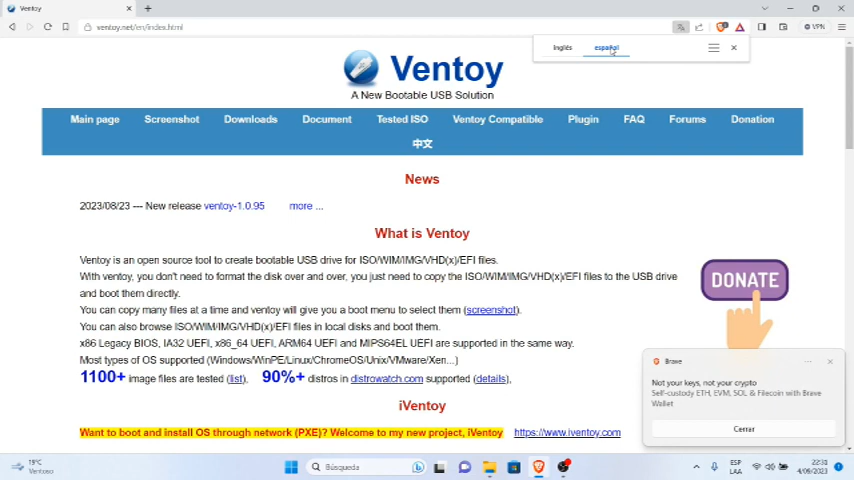 Ventoy
ventoy.net/en/index.html
VPN
Inglés español
Ventoy
A New Bootable USB Solution
Main page Screenshot Downloads Document Tested ISO Ventoy Compatible Plugin FAQ Forums Donation
中文
News
2023/08/23 --- New release ventoy-1.0.95 more ...
What is Ventoy
Ventoy is an open source tool to create bootable USB drive for ISO/WIM/IMG/VHD(x)/EFI files.
With ventoy, you don't need to format the disk over and over, you just need to copy the ISO/WIM/IMG/VHD(x)/EFI files to the USB drive
and boot them directly.
You can copy many files at a time and ventoy will give you a boot menu to select them (screenshot).
You can also browse ISO/WIM/IMG/VHD(x)/EFI files in local disks and boot them.
x86 Legacy BIOS, IA32 UEFI, x86_64 UEFI, ARM64 UEFI and MIPS64EL UEFI are supported in the same way.
Most types of OS supported (Windows/WinPE/Linux/ChromeOS/Unix/VMware/Xen...)
1100+ image files are tested (list), 90%+ distros in distrowatch.com supported (details),
DONATE
iVentoy
Want to boot and install OS through network (PXE)? Welcome to my new project, iVentoy https://www.iventoy.com
Brave
Not your keys, not your crypto
Self-custody ETH, EVM, SOL & Filecoin with Brave
Wallet
Cerrar
19°C
Ventoso
Búsqueda
ESP
LAA
22:31
4/09/2023